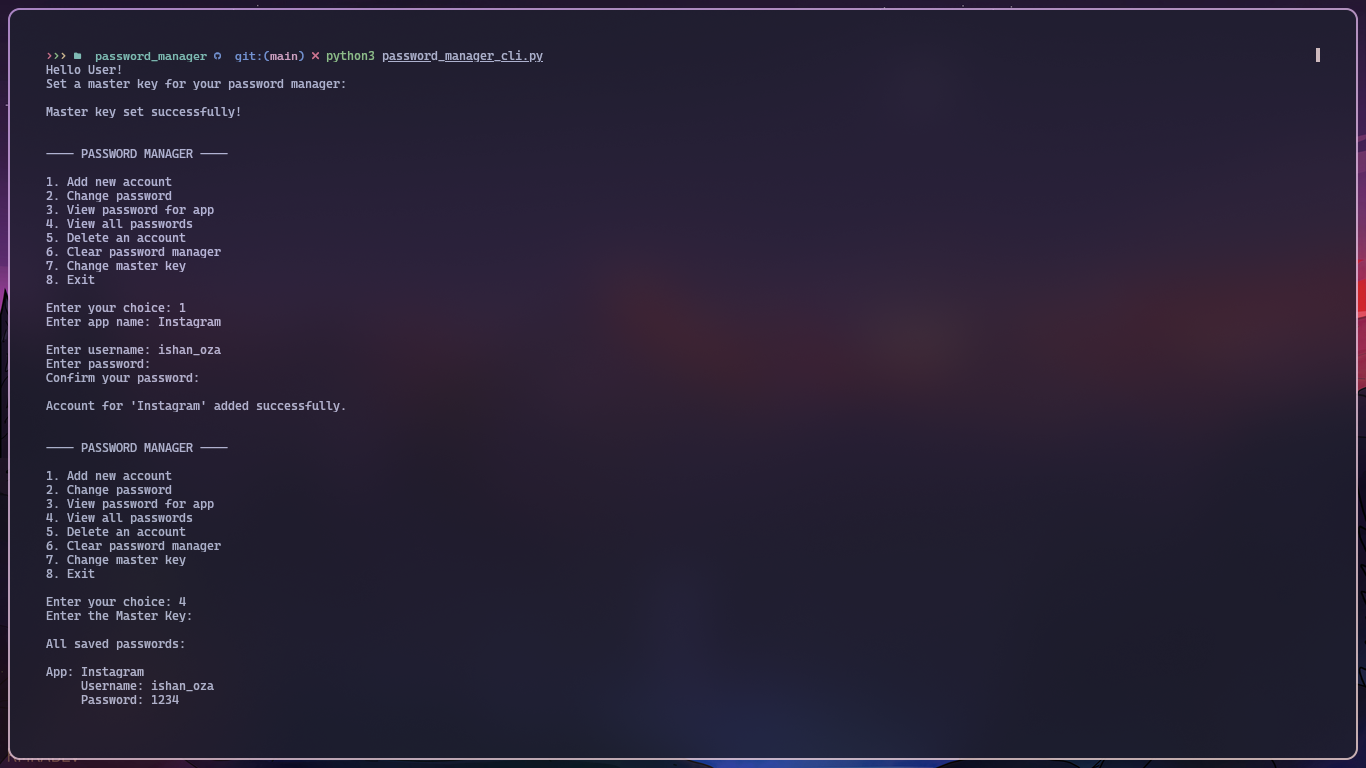 ››› password_manager git:(main) ✕ python3 password_manager_cli.py
Hello User!
Set a master key for your password manager:
Master key set successfully!
──── PASSWORD MANAGER ────
1. Add new account
2. Change password
3. View password for app
4. View all passwords
5. Delete an account
6. Clear password manager
7. Change master key
8. Exit
Enter your choice: 1
Enter app name: Instagram
Enter username: ishan_oza
Enter password:
Confirm your password:
Account for 'Instagram' added successfully.
──── PASSWORD MANAGER ────
1. Add new account
2. Change password
3. View password for app
4. View all passwords
5. Delete an account
6. Clear password manager
7. Change master key
8. Exit
Enter your choice: 4
Enter the Master Key:
All saved passwords:
App: Instagram
Username: ishan_oza
Password: 1234